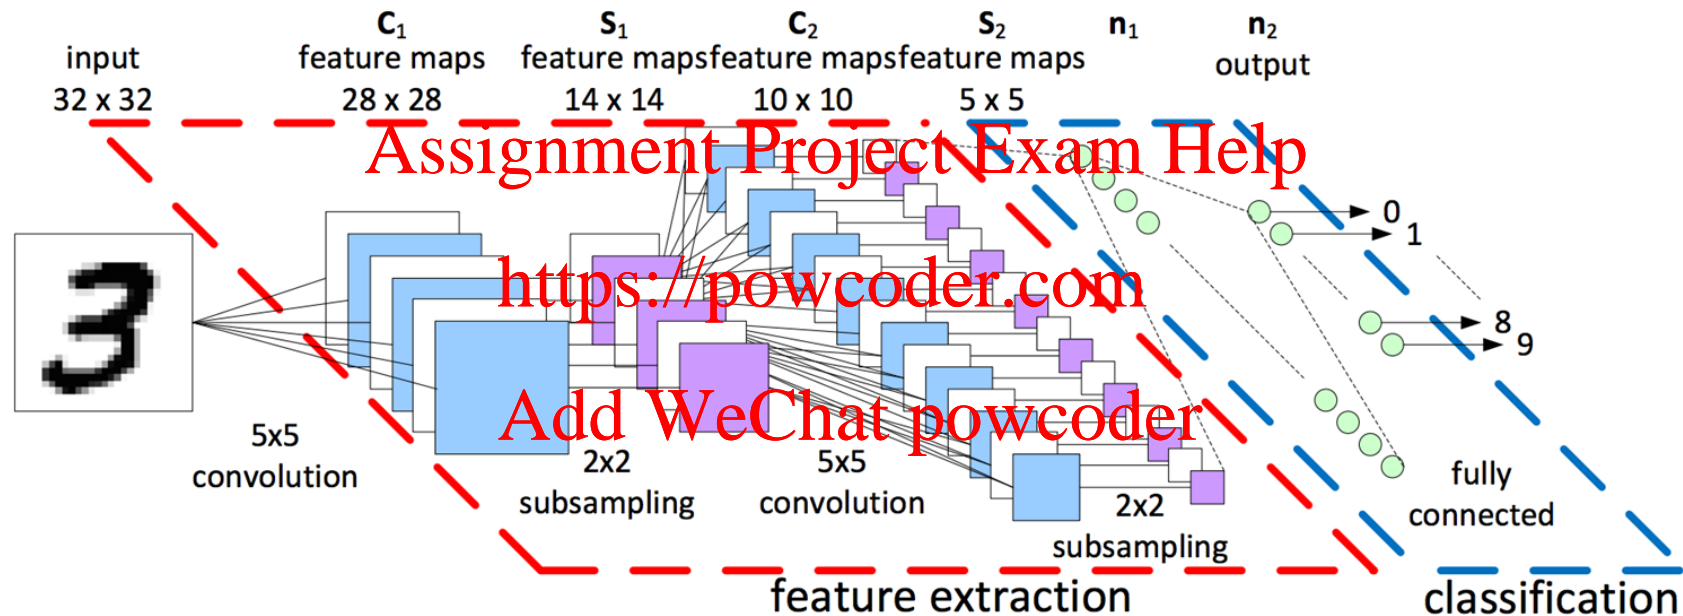 C1 S1 C2 S2 n1 n2
input feature maps feature maps feature maps feature maps output
32 x 32 28 x 28 14 x 14 10 x 10 5 x 5
Assignment Project Exam Help
0
1
https://powcoder.com
8
9
Add WeChat powcoder
5x5 2x2 5x5 fully
convolution subsampling convolution 2x2 connected
subsampling
feature extraction classification